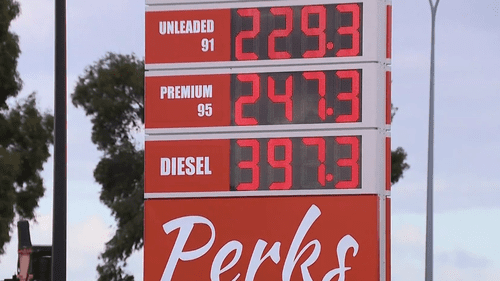 UNLEADED 229.3
91
PREMIUM 247.3
95
DIESEL 397.3
Perks